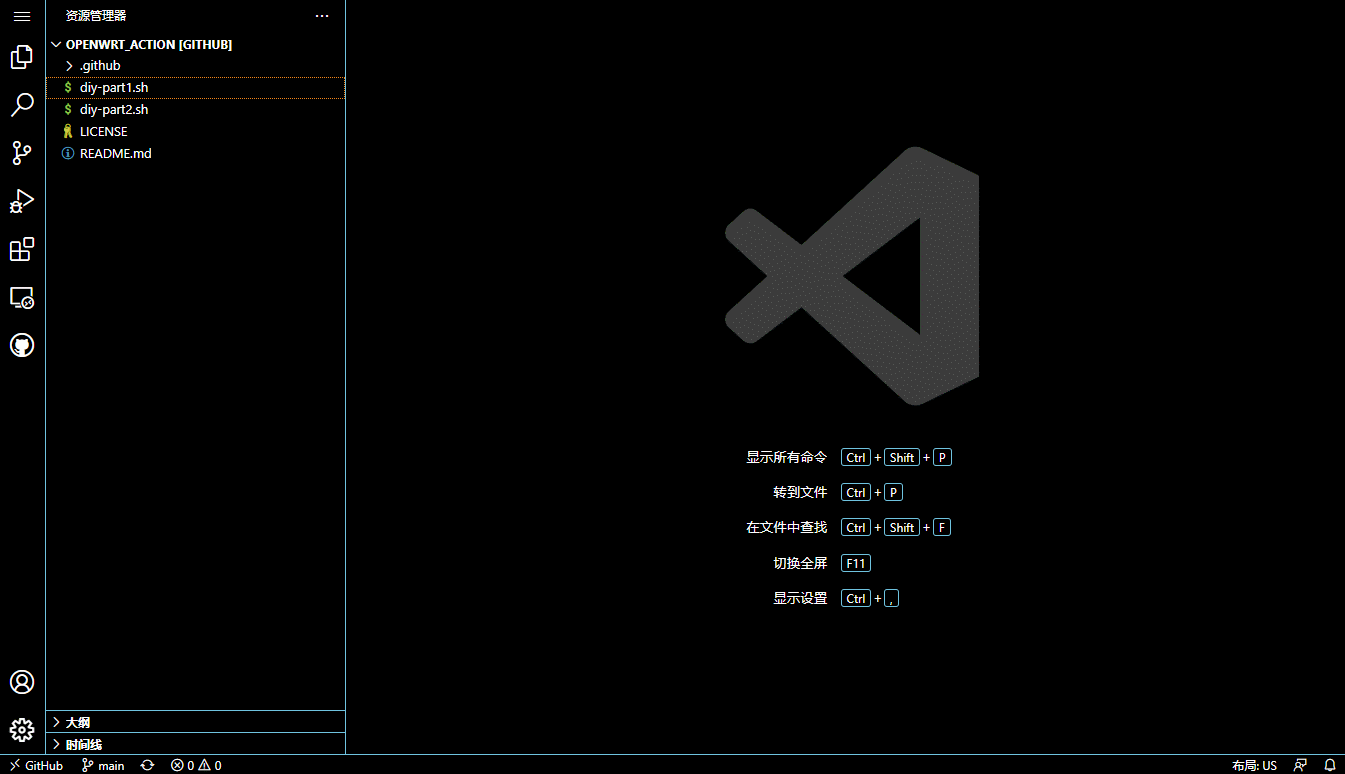 资源管理器
OPENWRT_ACTION [GITHUB]
.github
$ diy-part1.sh
$ diy-part2.sh
LICENSE
README.md
显示所有命令 Ctrl + Shift + P
转到文件 Ctrl + P
在文件中查找 Ctrl + Shift + F
切换全屏 F11
显示设置 Ctrl + ,
大纲
时间线
GitHub main 0 0 布局: US